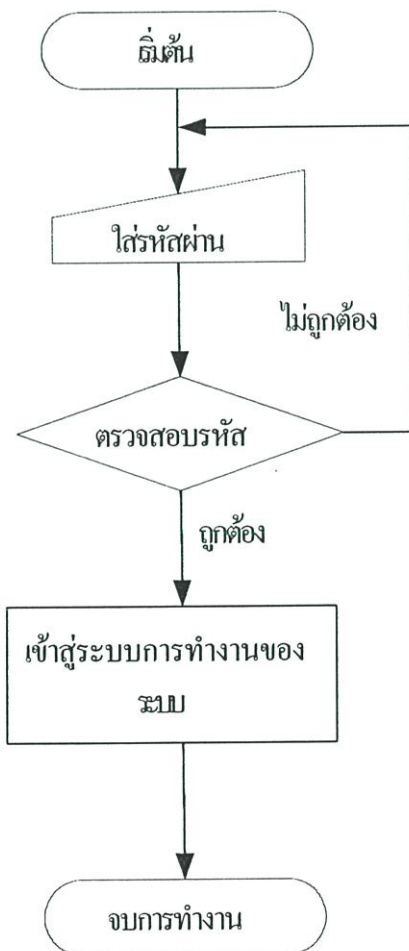 เริ่มต้น
ใส่รหัสผ่าน
ไม่ถูกต้อง
ตรวจสอบรหัส
ถูกต้อง
เข้าสู่ระบบการทำงานของ
ระบบ
จบการทำงาน